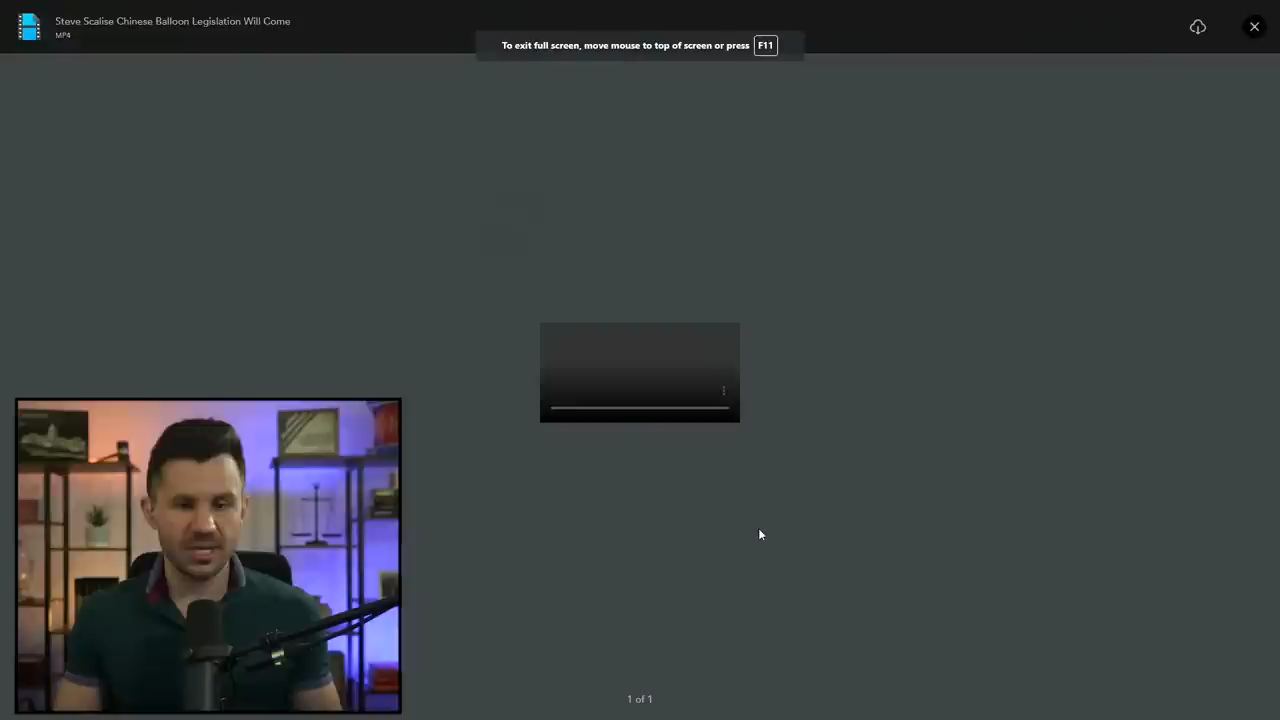 Steve Scalise Chinese Balloon Legislation Will Come
MP4
To exit full screen, move mouse to top of screen or press F11
1 of 1